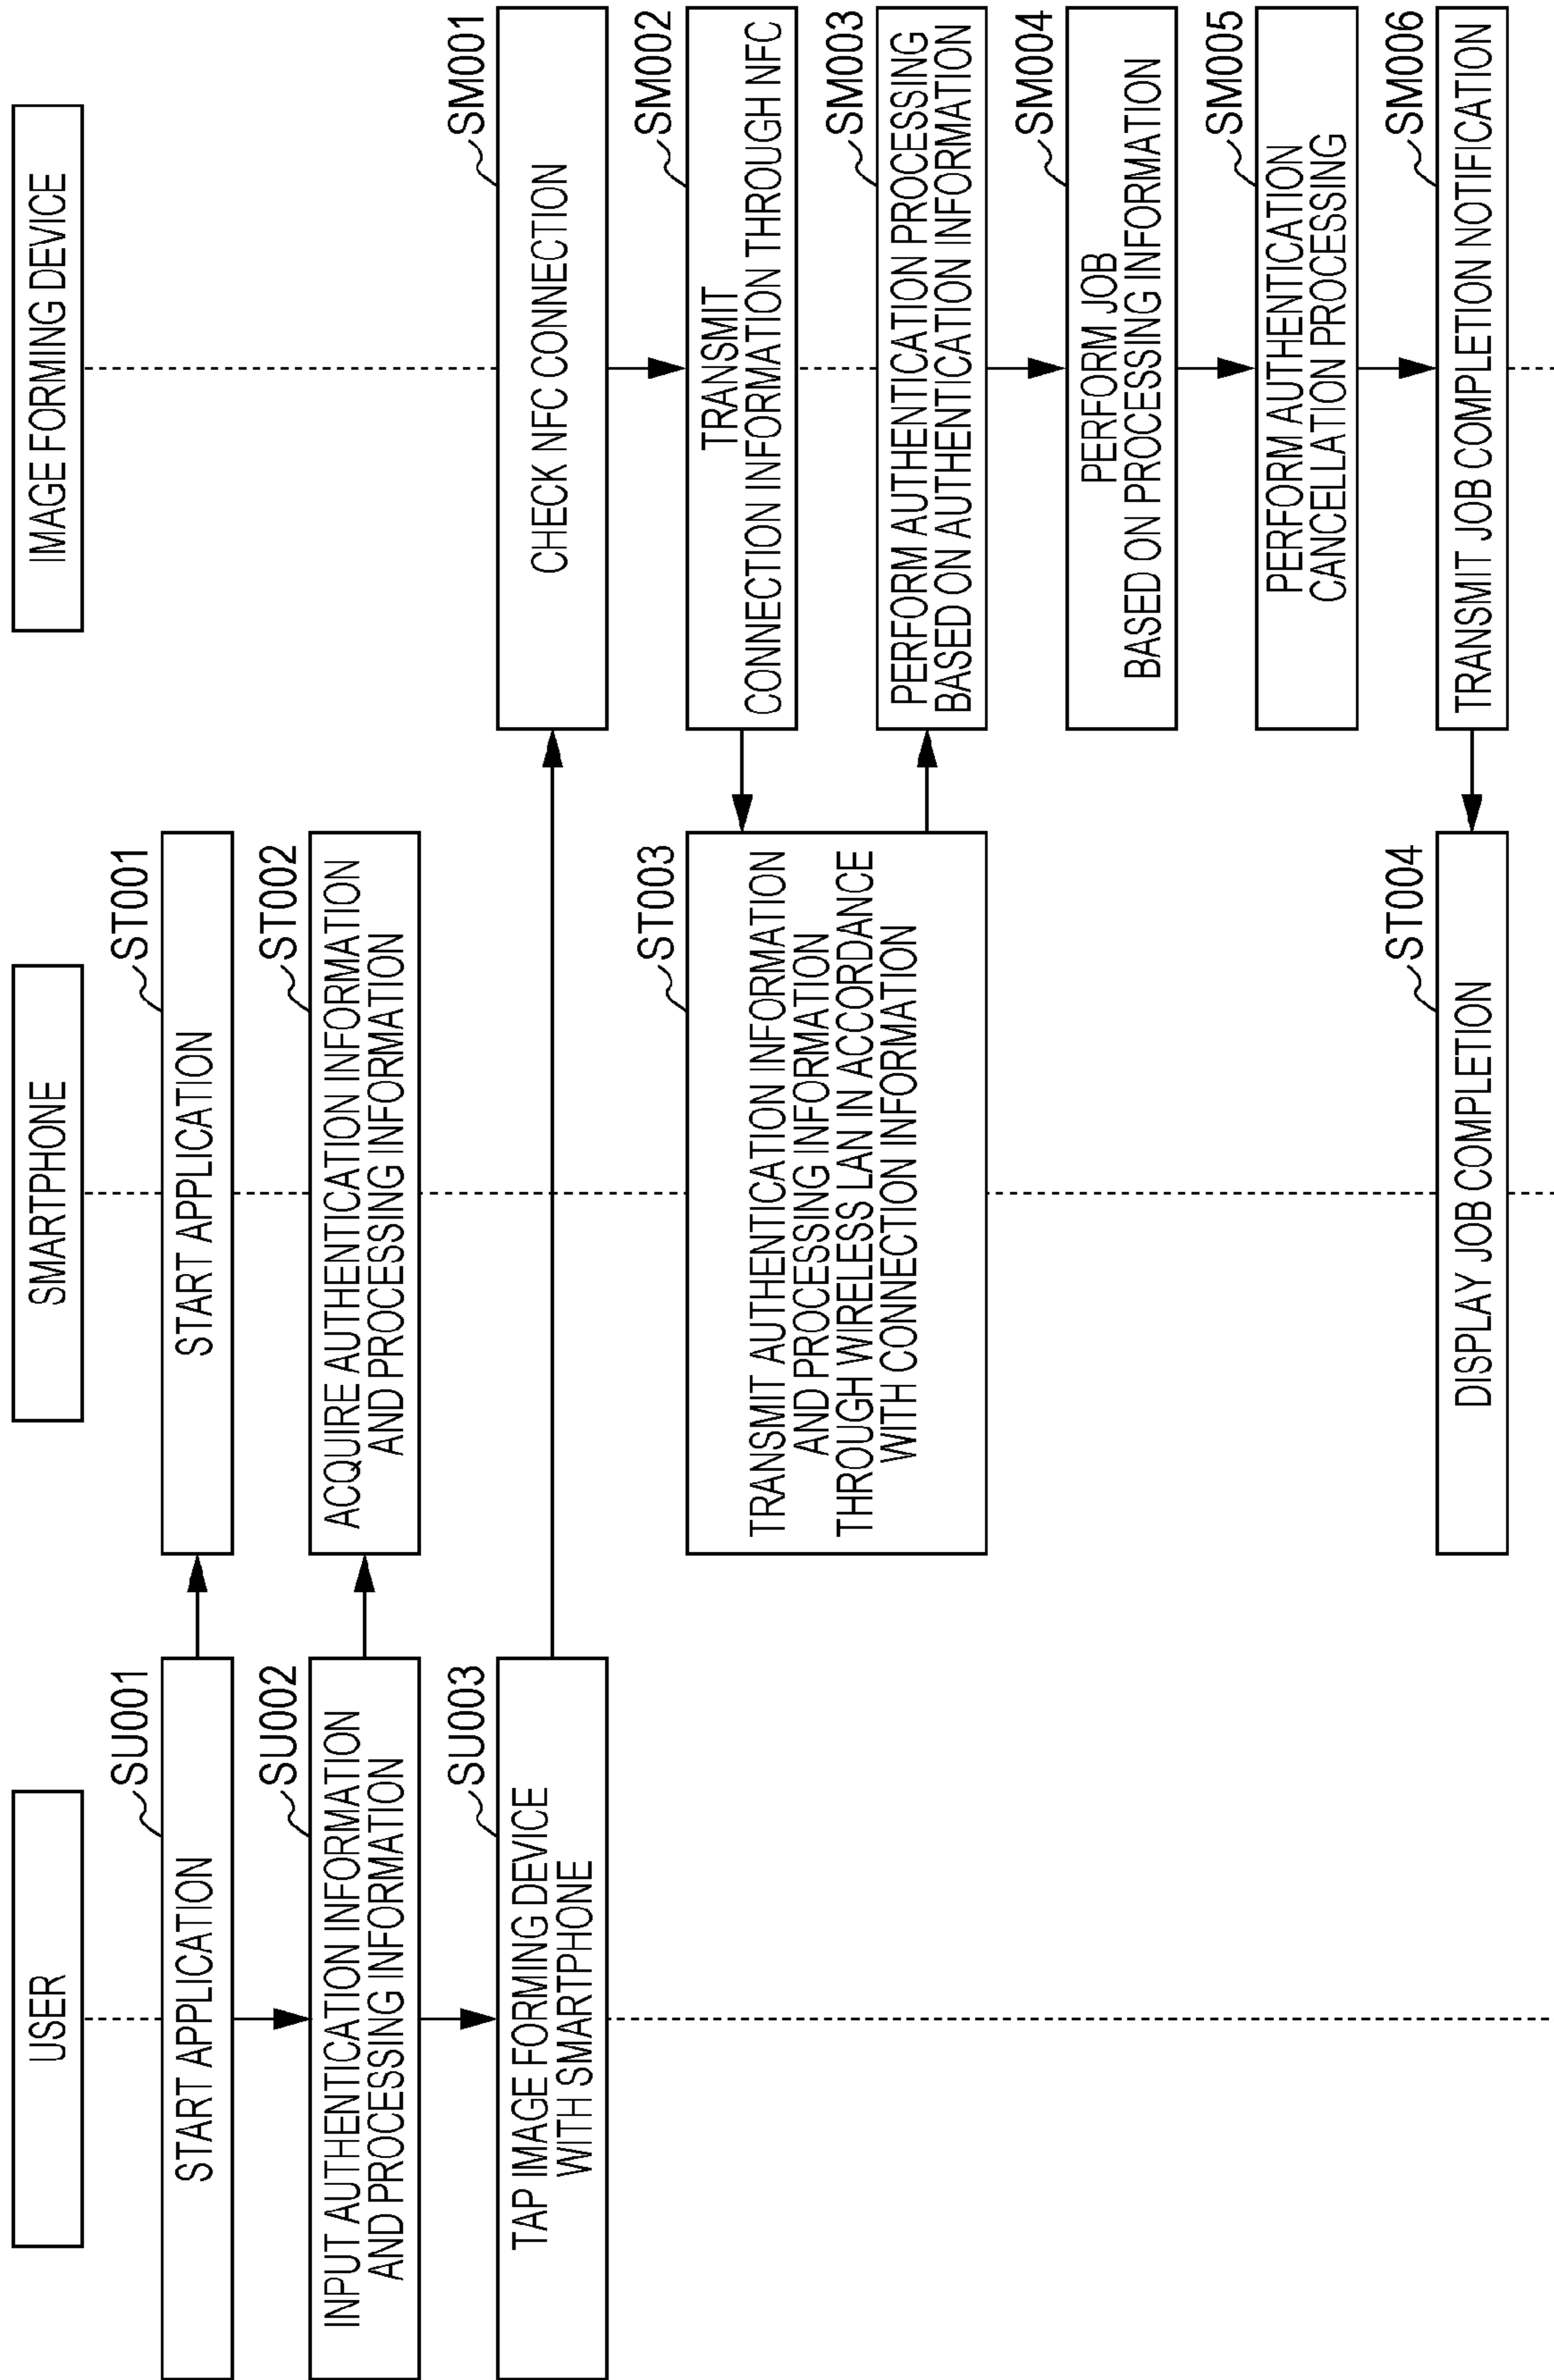 USER
SMARTPHONE
IMAGE FORMING DEVICE
SU001
START APPLICATION
ST001
START APPLICATION
SU002
INPUT AUTHENTICATION INFORMATION
AND PROCESSING INFORMATION
ST002
ACQUIRE AUTHENTICATION INFORMATION
AND PROCESSING INFORMATION
SU003
TAP IMAGE FORMING DEVICE
WITH SMARTPHONE
SM001
CHECK NFC CONNECTION
SM002
TRANSMIT
CONNECTION INFORMATION THROUGH NFC
ST003
TRANSMIT AUTHENTICATION INFORMATION
AND PROCESSING INFORMATION
THROUGH WIRELESS LAN IN ACCORDANCE
WITH CONNECTION INFORMATION
SM003
PERFORM AUTHENTICATION PROCESSING
BASED ON AUTHENTICATION INFORMATION
SM004
PERFORM JOB
BASED ON PROCESSING INFORMATION
SM005
PERFORM AUTHENTICATION
CANCELLATION PROCESSING
SM006
TRANSMIT JOB COMPLETION NOTIFICATION
ST004
DISPLAY JOB COMPLETION